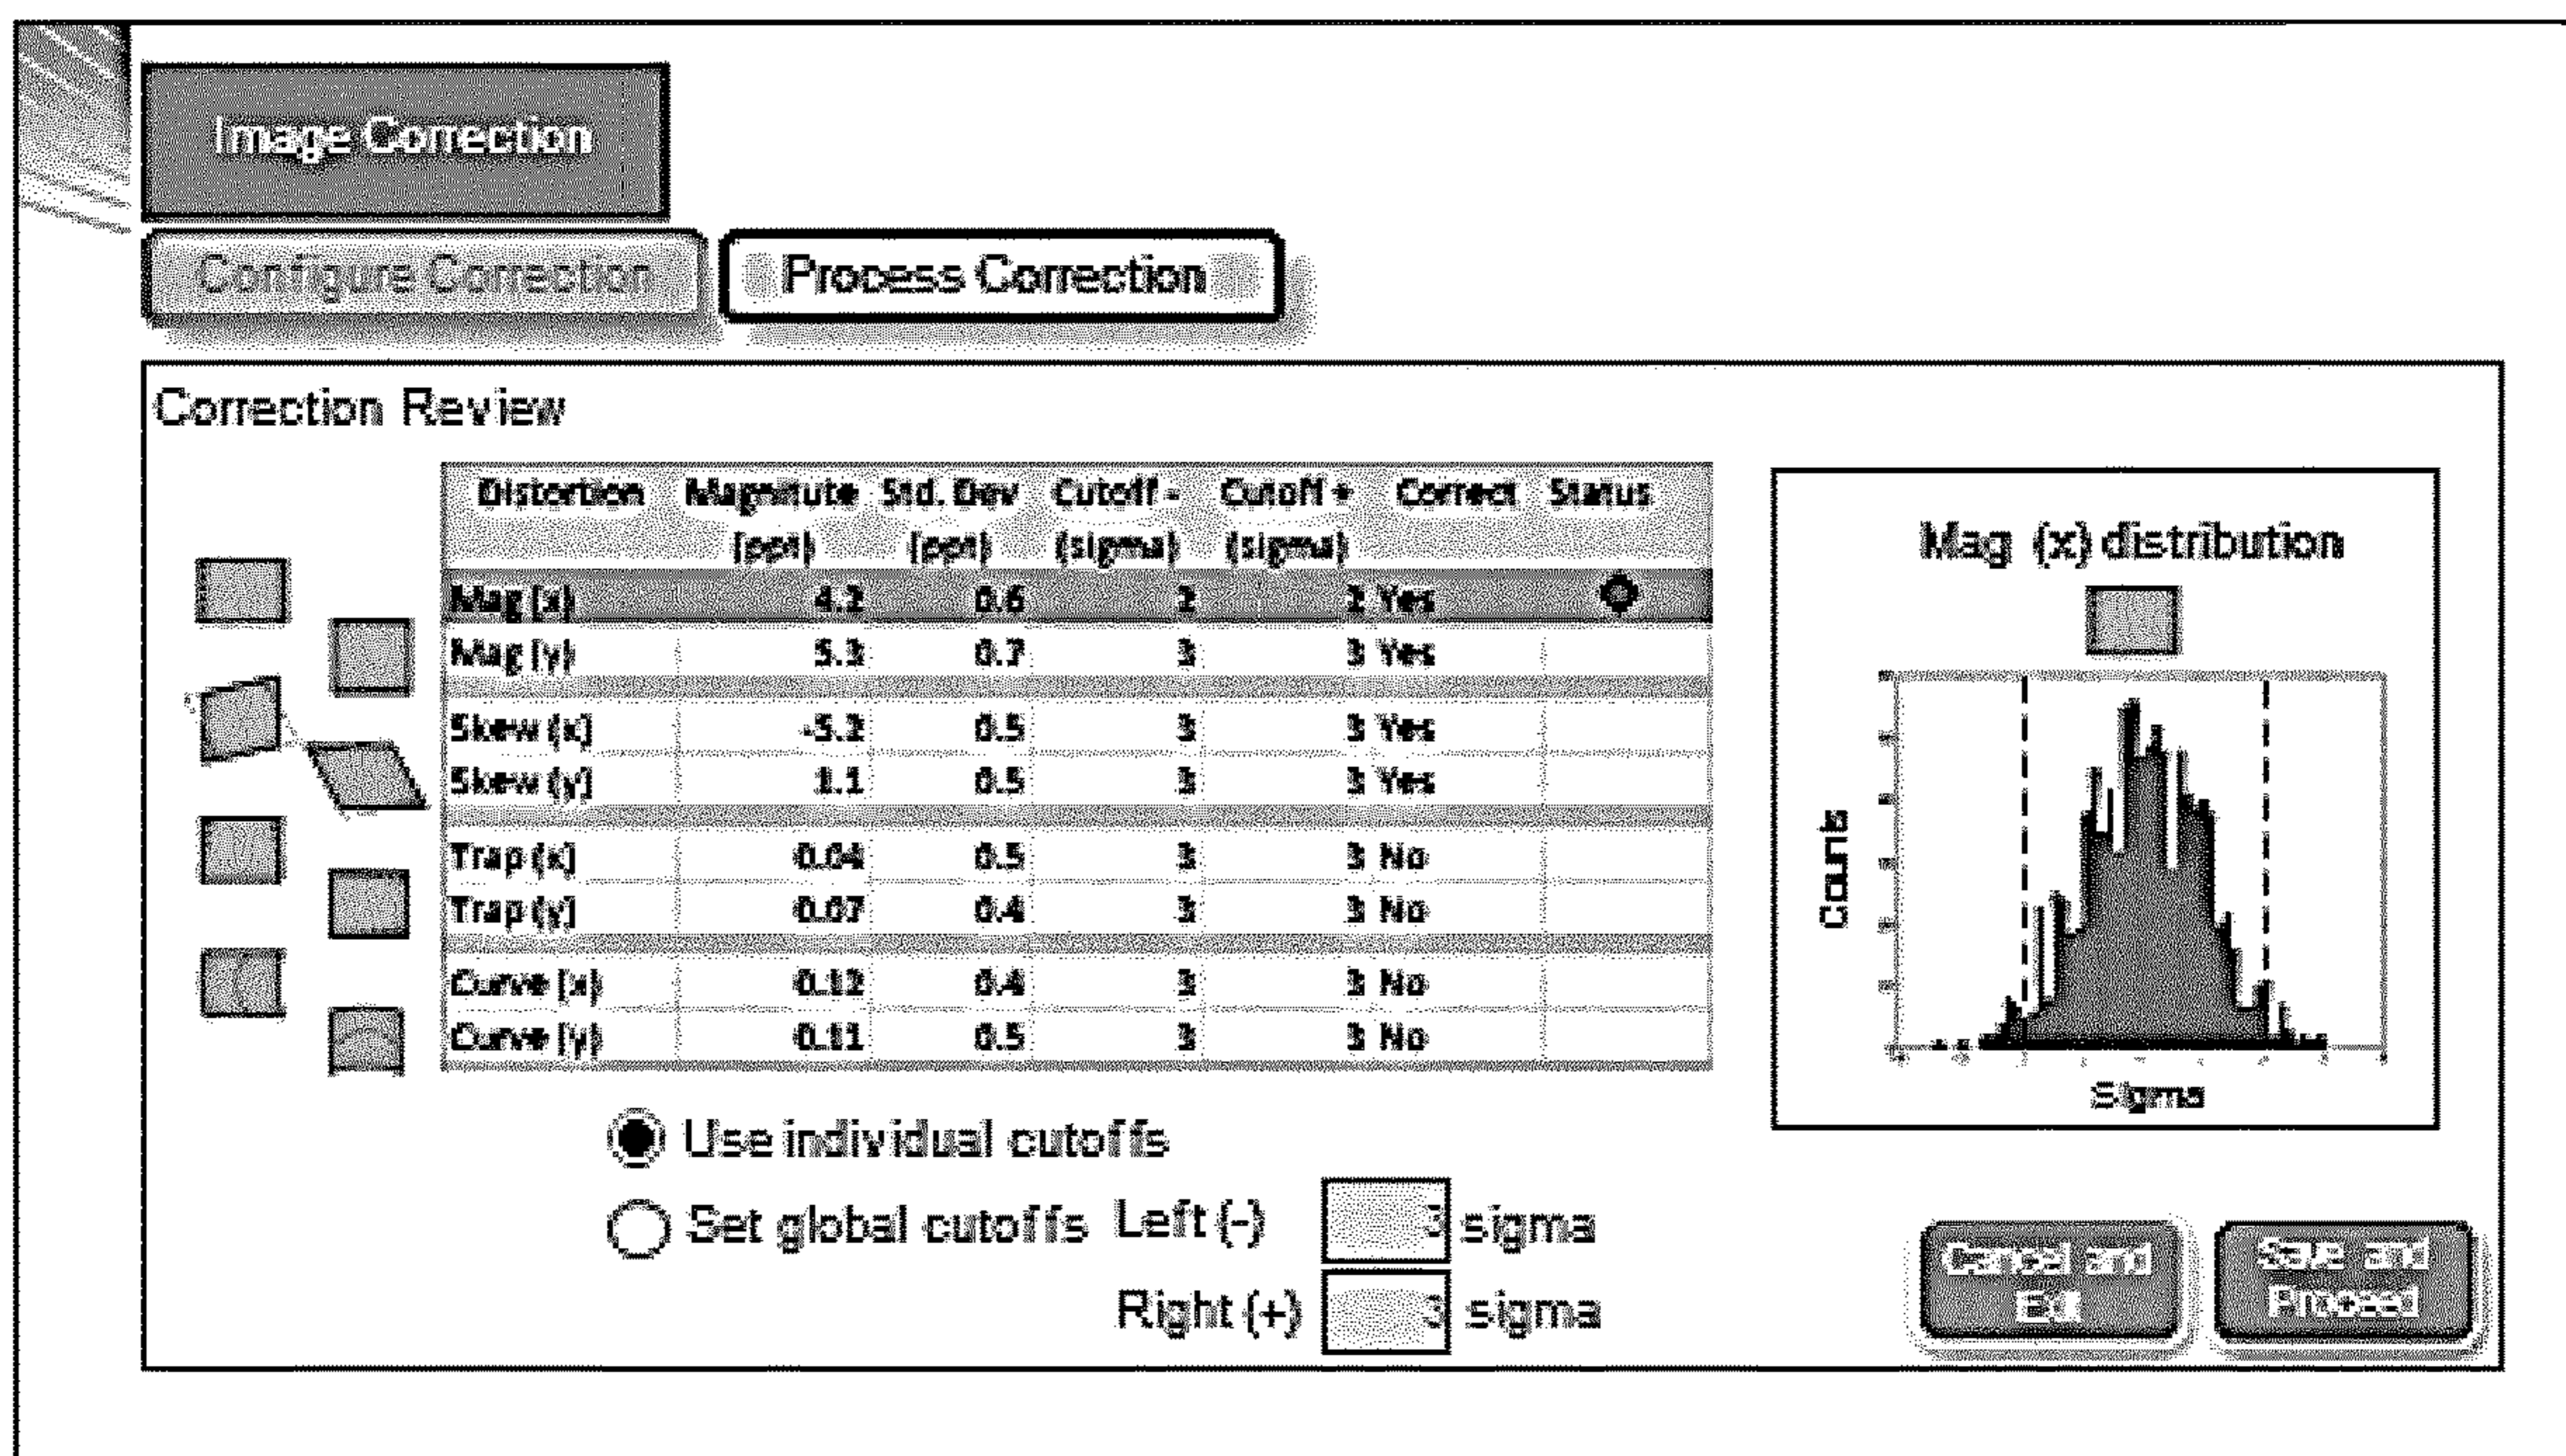 Image Correction
Configure Correction Process Correction
Correction Review
Distortion Magnitute Std. Dev Cutoff - Cutoff + Correct Status
(ppt) (ppt) (sigma) (sigma)
Mag (x) 4.2 0.6 2 2 Yes
Mag (y) 5.3 0.7 3 3 Yes
Skew (x) -5.2 0.5 3 3 Yes
Skew (y) 1.1 0.5 3 3 Yes
Trap (x) 0.04 0.5 3 3 No
Trap (y) 0.07 0.4 3 3 No
Curve (x) 0.12 0.4 3 3 No
Curve (y) 0.11 0.5 3 3 No
Mag (x) distribution
Counts
Sigma
Use individual cutoffs
Set global cutoffs Left (-) 3 sigma
Right (+) 3 sigma
Cancel and
Exit
Save and
Proceed